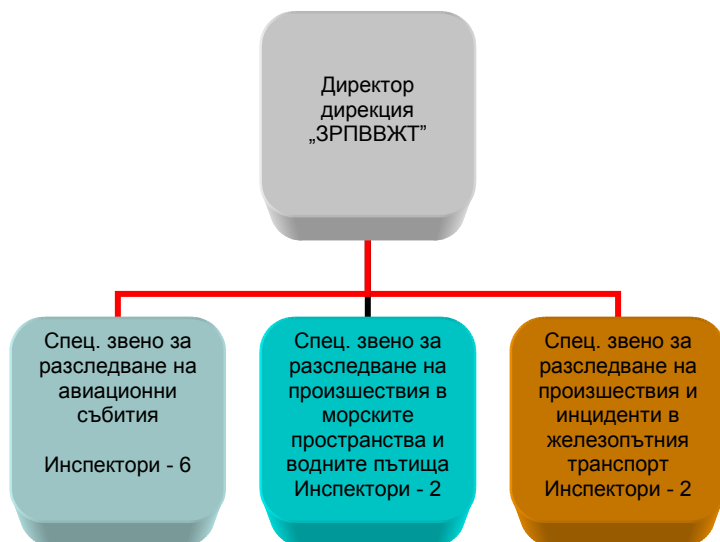 Директор
дирекция
„ЗРПВВЖТ”
Спец. звено за
разследване на
авиационни
събития
Инспектори - 6
Спец. звено за
разследване на
произшествия в
морските
пространства и
водните пътища
Инспектори - 2
Спец. звено за
разследване на
произшествия и
инциденти в
железопътния
транспорт
Инспектори - 2